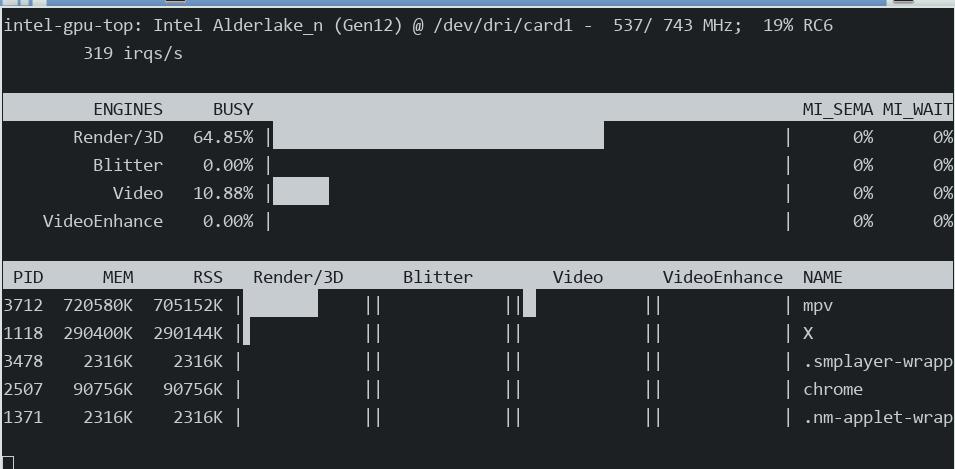 intel-gpu-top: Intel Alderlake_n (Gen12) @ /dev/dri/card1 -  537/ 743 MHz;  19% RC6
319 irqs/s
ENGINES BUSY MI_SEMA MI_WAIT
Render/3D 64.85% | | 0% 0%
Blitter 0.00% | | 0% 0%
Video 10.88% | | 0% 0%
VideoEnhance 0.00% | | 0% 0%
PID MEM RSS Render/3D Blitter Video VideoEnhance NAME
3712 720580K 705152K | || || || | mpv
1118 290400K 290144K | || || || | X
3478 2316K 2316K | || || || | .smplayer-wrapp
2507 90756K 90756K | || || || | chrome
1371 2316K 2316K | || || || | .nm-applet-wrap